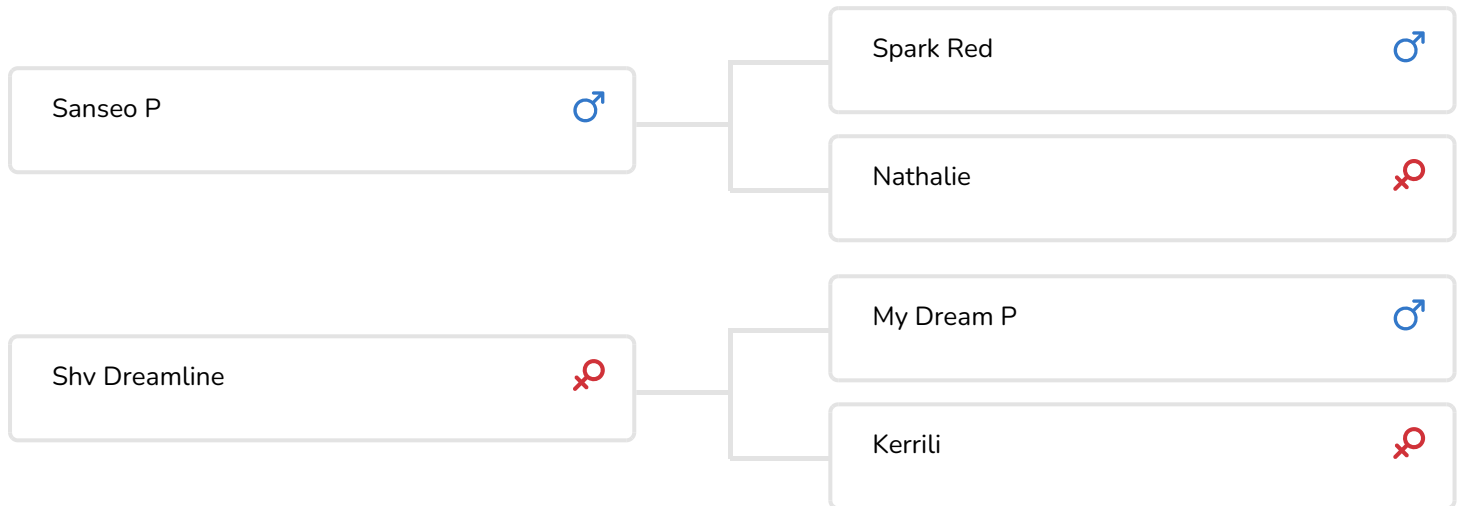 Spark Red
Sanseo P
Nathalie
My Dream P
Shv Dreamline
Kerrili